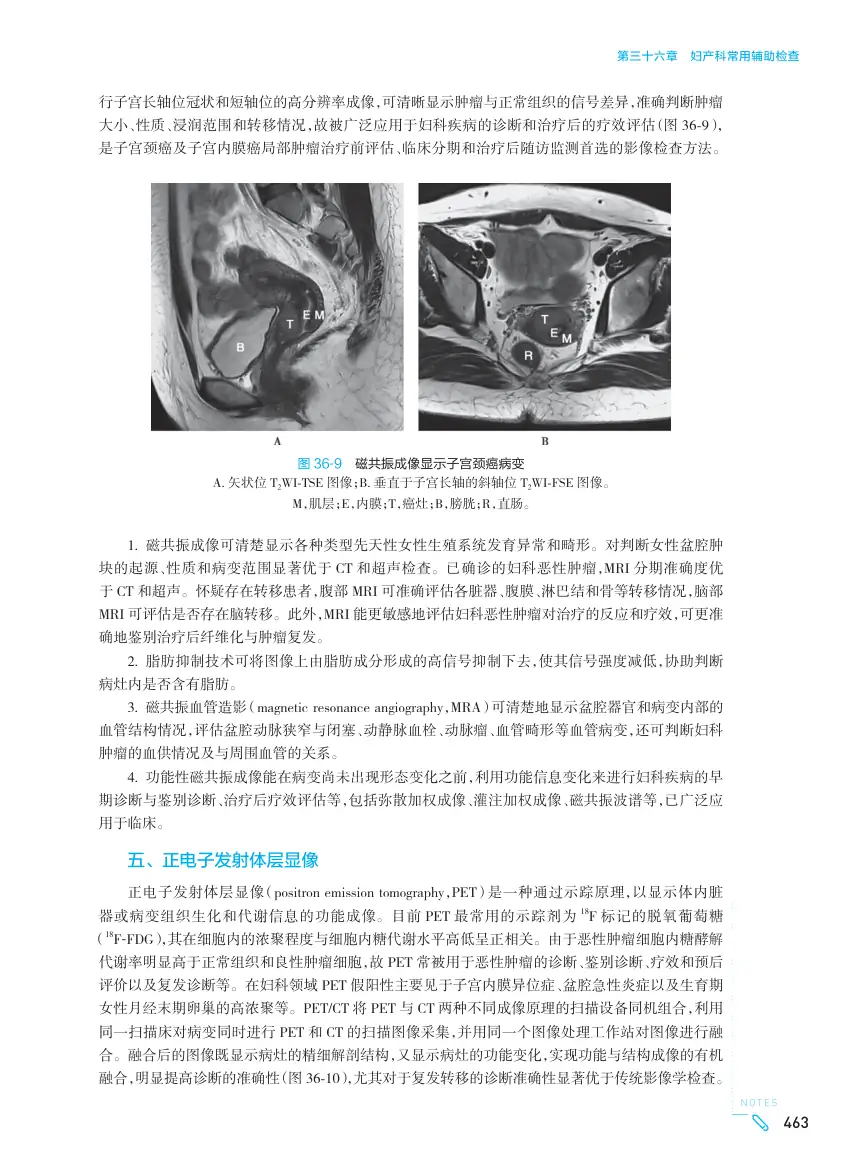 第三十六章 妇产科常用辅助检查
行子宫长轴位冠状和短轴位的高分辨率成像,可清晰显示肿瘤与正常组织的信号差异,准确判断肿瘤
大小、性质、浸润范围和转移情况,故被广泛应用于妇科疾病的诊断和治疗后的疗效评估(图 36-9),
是子宫颈癌及子宫内膜癌局部肿瘤治疗前评估、临床分期和治疗后随访监测首选的影像检查方法。
T E M
B
T
E
M
R
A
B
图 36-9 磁共振成像显示子宫颈癌病变
A. 矢状位 T₂WI-TSE 图像;B. 垂直于子宫长轴的斜轴位 T₂WI-FSE 图像。
M,肌层;E,内膜;T,癌灶;B,膀胱;R,直肠。
1. 磁共振成像可清楚显示各种类型先天性女性生殖系统发育异常和畸形。对判断女性盆腔肿
块的起源、性质和病变范围显著优于 CT 和超声检查。已确诊的妇科恶性肿瘤,MRI 分期准确度优
于 CT 和超声。怀疑存在转移患者,腹部 MRI 可准确评估各脏器、腹膜、淋巴结和骨等转移情况,脑部
MRI 可评估是否存在脑转移。此外,MRI 能更敏感地评估妇科恶性肿瘤对治疗的反应和疗效,可更准
确地鉴别治疗后纤维化与肿瘤复发。
2. 脂肪抑制技术可将图像上由脂肪成分形成的高信号抑制下去,使其信号强度减低,协助判断
病灶内是否含有脂肪。
3. 磁共振血管造影(magnetic resonance angiography,MRA)可清楚地显示盆腔器官和病变内部的
血管结构情况,评估盆腔动脉狭窄与闭塞、动静脉血栓、动脉瘤、血管畸形等血管病变,还可判断妇科
肿瘤的血供情况及与周围血管的关系。
4. 功能性磁共振成像能在病变尚未出现形态变化之前,利用功能信息变化来进行妇科疾病的早
期诊断与鉴别诊断、治疗后疗效评估等,包括弥散加权成像、灌注加权成像、磁共振波谱等,已广泛应
用于临床。
五、正电子发射体层显像
正电子发射体层显像(positron emission tomography,PET)是一种通过示踪原理,以显示体内脏
器或病变组织生化和代谢信息的功能成像。目前 PET 最常用的示踪剂为 ¹⁸F 标记的脱氧葡萄糖
(¹⁸F-FDG),其在细胞内的浓聚程度与细胞内糖代谢水平高低呈正相关。由于恶性肿瘤细胞内糖酵解
代谢率明显高于正常组织和良性肿瘤细胞,故 PET 常被用于恶性肿瘤的诊断、鉴别诊断、疗效和预后
评价以及复发诊断等。在妇科领域 PET 假阳性主要见于子宫内膜异位症、盆腔急性炎症以及生育期
女性月经末期卵巢的高浓聚等。PET/CT 将 PET 与 CT 两种不同成像原理的扫描设备同机组合,利用
同一扫描床对病变同时进行 PET 和 CT 的扫描图像采集,并用同一个图像处理工作站对图像进行融
合。融合后的图像既显示病灶的精细解剖结构,又显示病灶的功能变化,实现功能与结构成像的有机
融合,明显提高诊断的准确性(图 36-10),尤其对于复发转移的诊断准确性显著优于传统影像学检查。
NOTES
463